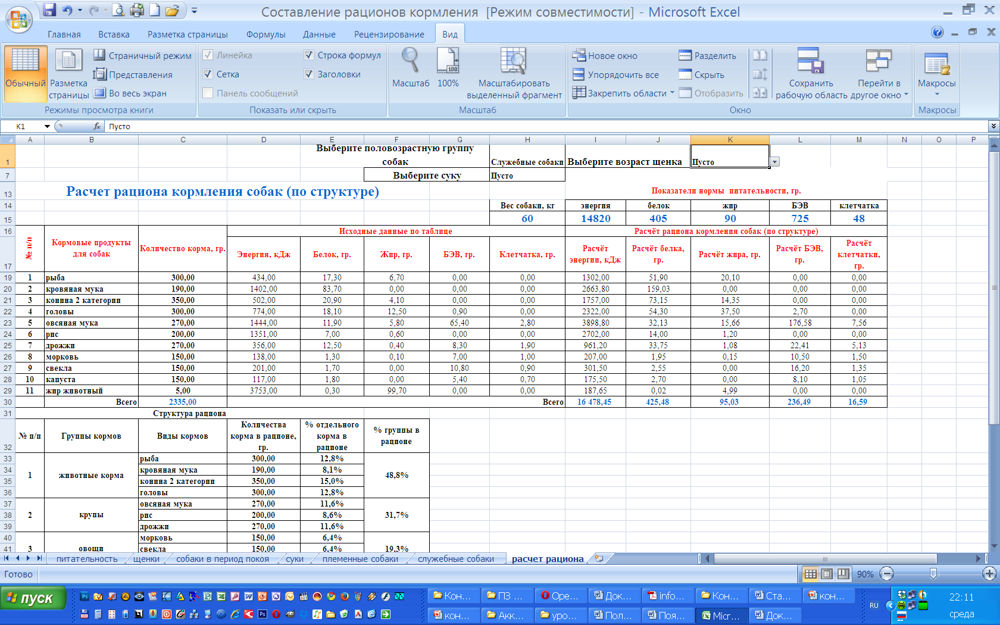 Составление рационов кормления [Режим совместимости] - Microsoft Excel
Главная Вставка Разметка страницы Формулы Данные Рецензирование Вид
Обычный
Разметка страницы
Страничный режим
Представления
Во весь экран
Режимы просмотра книги
Линейка
Сетка
Панель сообщений
Строка формул
Заголовки
Показать или скрыть
Масштаб
100%
Масштабировать выделенный фрагмент
Масштаб
Новое окно
Упорядочить все
Закрепить области
Разделить
Скрыть
Отобразить
Сохранить рабочую область
Перейти в другое окно
Окно
Макросы
Макросы
K1 fx Пусто
A B C D E F G H I J K L M N O P
1 Выберите половозрастную группу собак Служебные собаки Выберите возраст щенка Пусто
7 Выберите суку Пусто
13 Расчет рациона кормления собак (по структуре) Показатели нормы питательности, гр.
14 Вес собаки, кг энергия белок жир БЭВ клетчатка
15 60 14820 405 90 725 48
16 № п/п Кормовые продукты для собак Количество корма, гр. Исходные данные по таблице Расчёт рациона кормления собак (по структуре)
17 Энергия, кДж Белок, гр. Жир, гр. БЭВ, гр. Клетчатка, гр. Расчёт энергии, кДж Расчёт белка, гр. Расчёт жира, гр. Расчёт БЭВ, гр. Расчёт клетчатки, гр.
19 1 рыба 300,00 434,00 17,30 6,70 0,00 0,00 1302,00 51,90 20,10 0,00 0,00
20 2 кровяная мука 190,00 1402,00 83,70 0,00 0,00 0,00 2663,80 159,03 0,00 0,00 0,00
21 3 конина 2 категории 350,00 502,00 20,90 4,10 0,00 0,00 1757,00 73,15 14,35 0,00 0,00
22 4 головы 300,00 774,00 18,10 12,50 0,90 0,00 2322,00 54,30 37,50 2,70 0,00
23 5 овсяная мука 270,00 1444,00 11,90 5,80 65,40 2,80 3898,80 32,13 15,66 176,58 7,56
24 6 рис 200,00 1351,00 7,00 0,60 0,00 0,00 2702,00 14,00 1,20 0,00 0,00
25 7 дрожжи 270,00 356,00 12,50 0,40 8,30 1,90 961,20 33,75 1,08 22,41 5,13
26 8 морковь 150,00 138,00 1,30 0,10 7,00 1,00 207,00 1,95 0,15 10,50 1,50
27 9 свекла 150,00 201,00 1,70 0,00 10,80 0,90 301,50 2,55 0,00 16,20 1,35
28 10 капуста 150,00 117,00 1,80 0,00 5,40 0,70 175,50 2,70 0,00 8,10 1,05
29 11 жир животный 5,00 3753,00 0,30 99,70 0,00 0,00 187,65 0,02 4,99 0,00 0,00
30 Всего 2335,00 Всего 16 478,45 425,48 95,03 236,49 16,59
31 Структура рациона
32 № п/п Группы кормов Виды кормов Количества корма в рационе, гр. % отдельного корма в рационе % группы в рационе
33 рыба 300,00 12,8%
34 1 животные корма кровяная мука 190,00 8,1% 48,8%
35 конина 2 категории 350,00 15,0%
36 головы 300,00 12,8%
37 овсяная мука 270,00 11,6%
38 2 крупы рис 200,00 8,6% 31,7%
39 дрожжи 270,00 11,6%
40 морковь 150,00 6,4%
41 3 овощи свекла 150,00 6,4% 19,3%
питательность щенки собаки в период покоя суки племенные собаки служебные собаки расчет рациона
Готово 90%
пуск
Кон... ПЗ ... Оре... Док... info... Кон... Ста... кон...
RU 22:11
кон... Акк... уро... Пол... Поя... Micr... Док...
среда